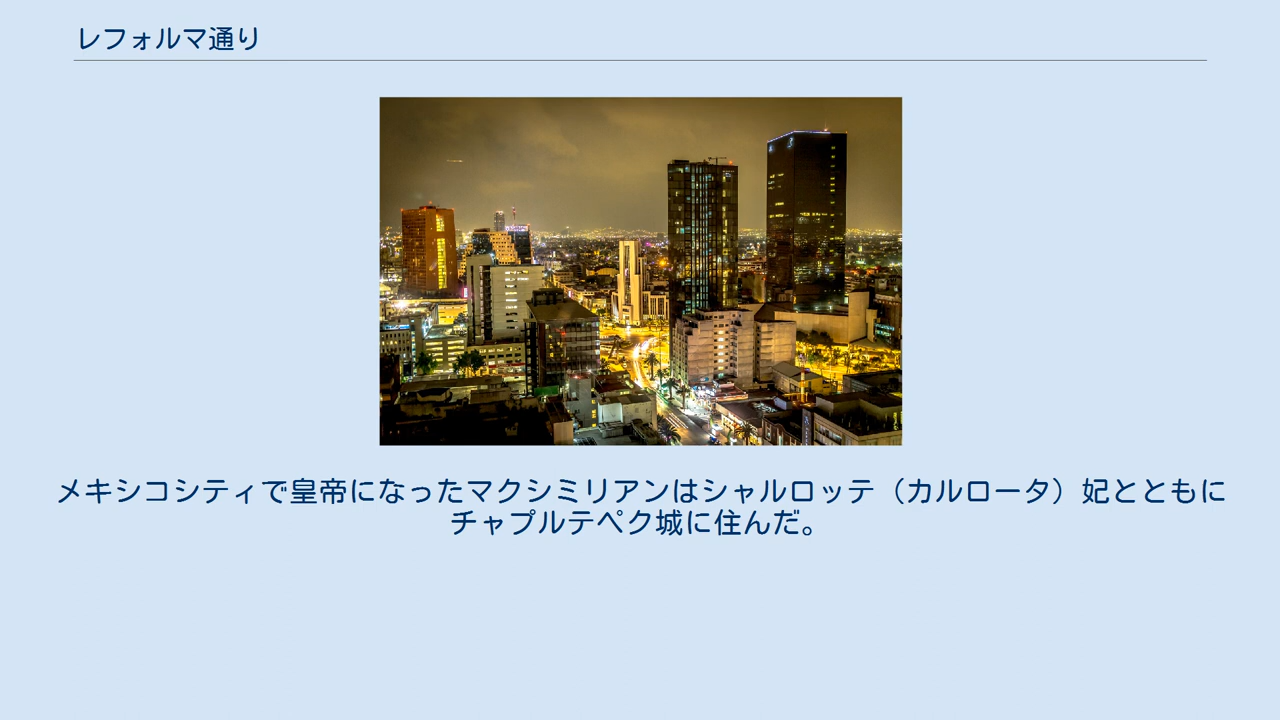 レフォルマ通り
メキシコシティで皇帝になったマクシミリアンはシャルロッテ（カルロータ）妃とともに
チャプルテペク城に住んだ。